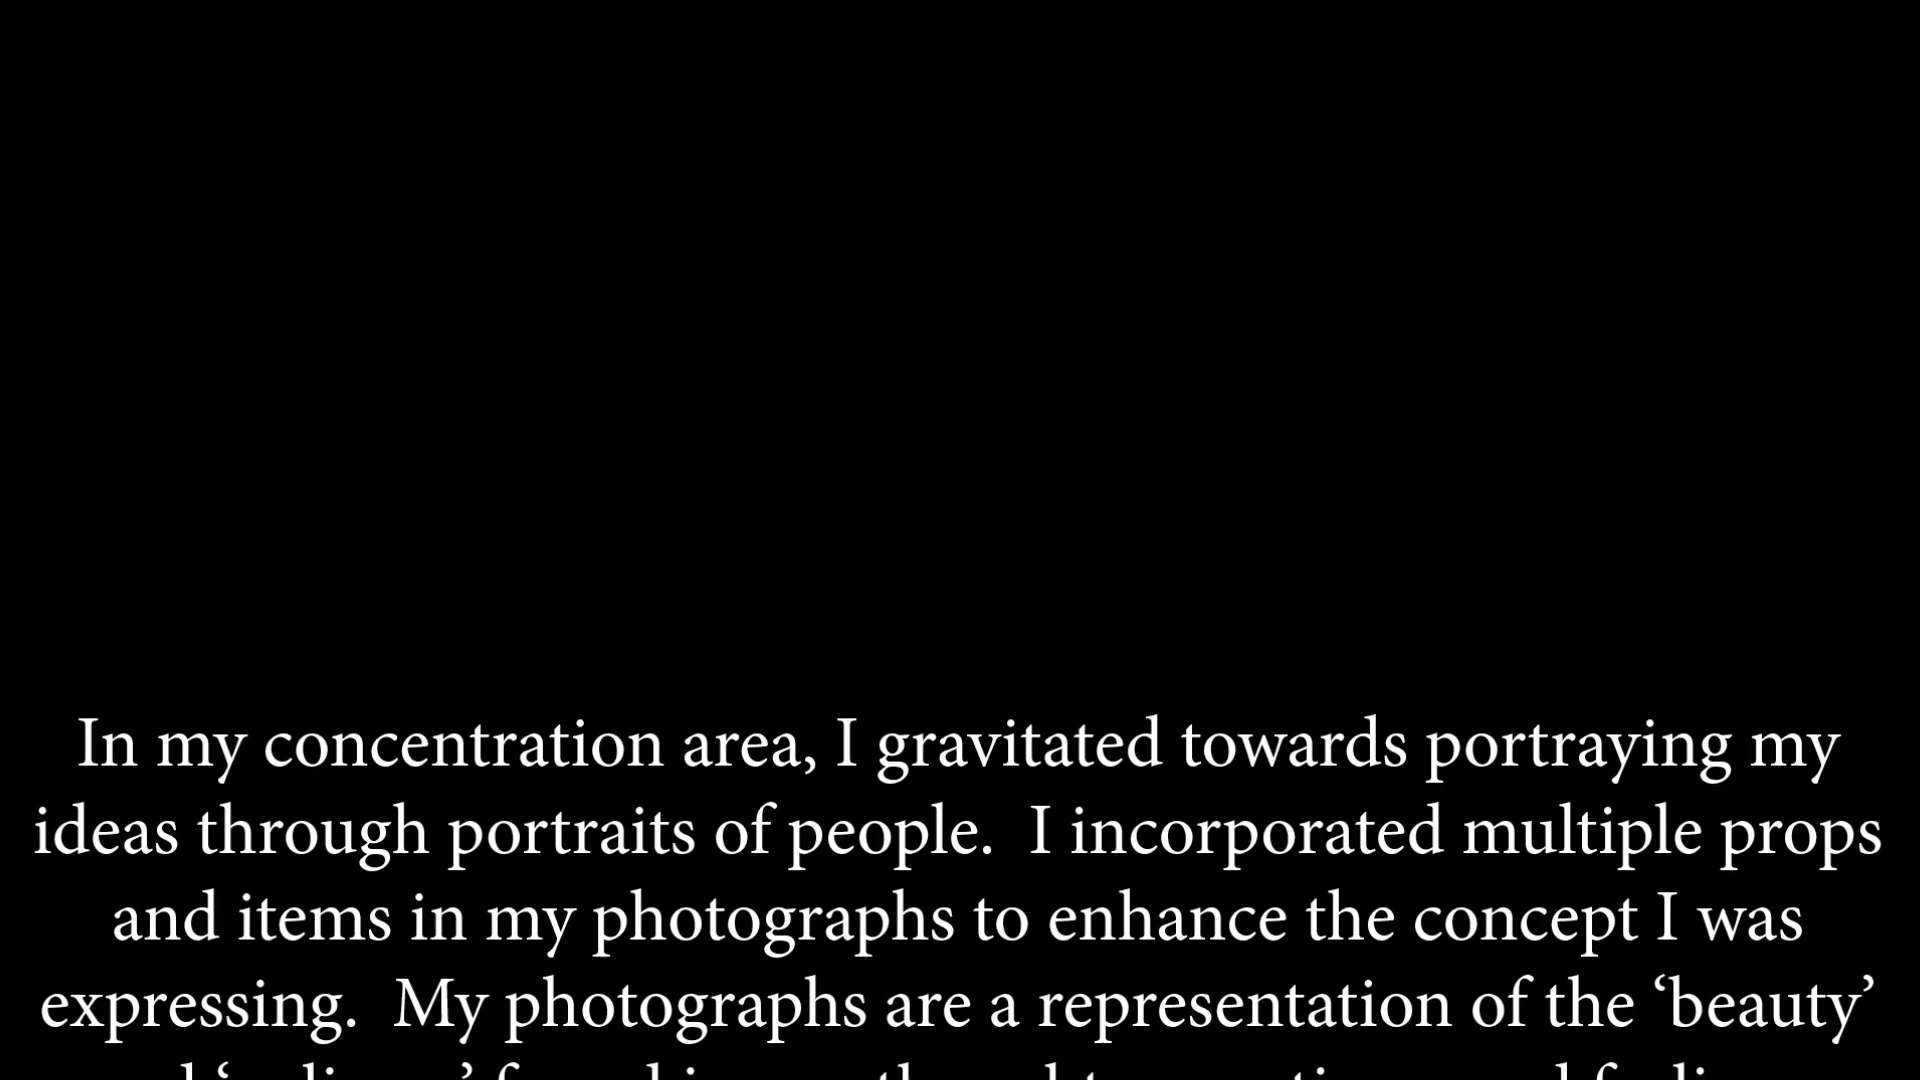 In my concentration area, I gravitated towards portraying my
ideas through portraits of people.  I incorporated multiple props
and items in my photographs to enhance the concept I was
expressing.  My photographs are a representation of the ‘beauty’